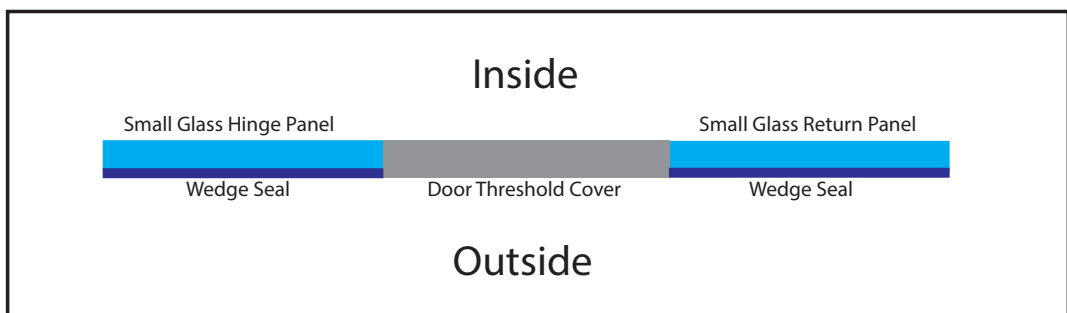 Inside
Small Glass Hinge Panel
Small Glass Return Panel
Wedge Seal
Door Threshold Cover
Wedge Seal
Outside